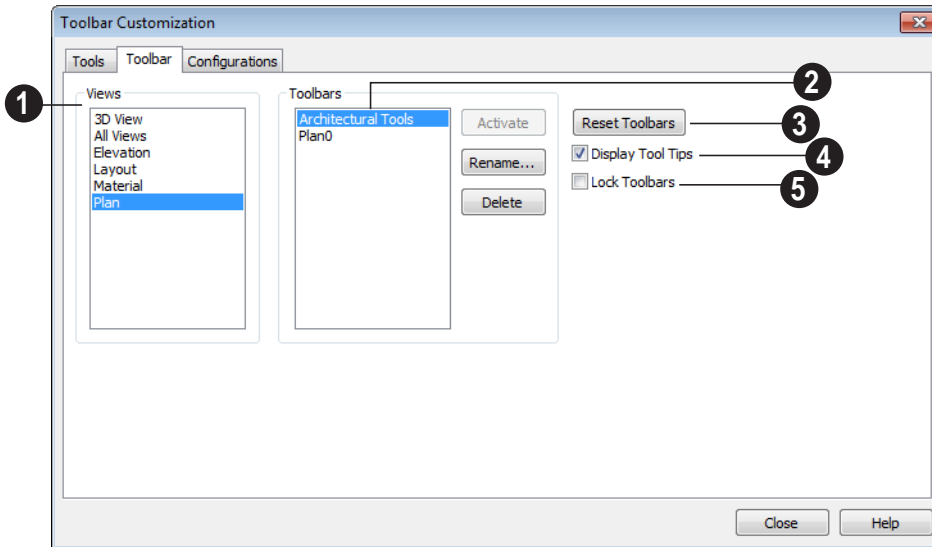 Toolbar Customization
Tools Toolbar Configurations
1
Views
3D View
All Views
Elevation
Layout
Material
Plan
2
Toolbars
Architectural Tools
Plan0
Activate
Rename...
Delete
Reset Toolbars
3
Display Tool Tips
4
Lock Toolbars
5
Close Help